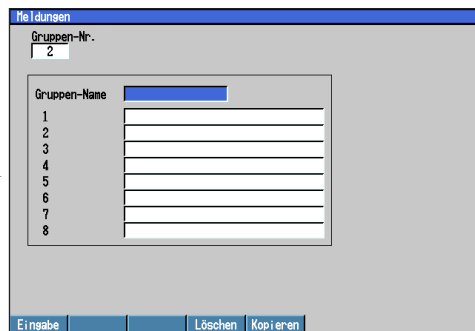 Meldungen
Gruppen-Nr.
2
Gruppen-Name
1
2
3
4
5
6
7
8
Eingabe Löschen Kopieren